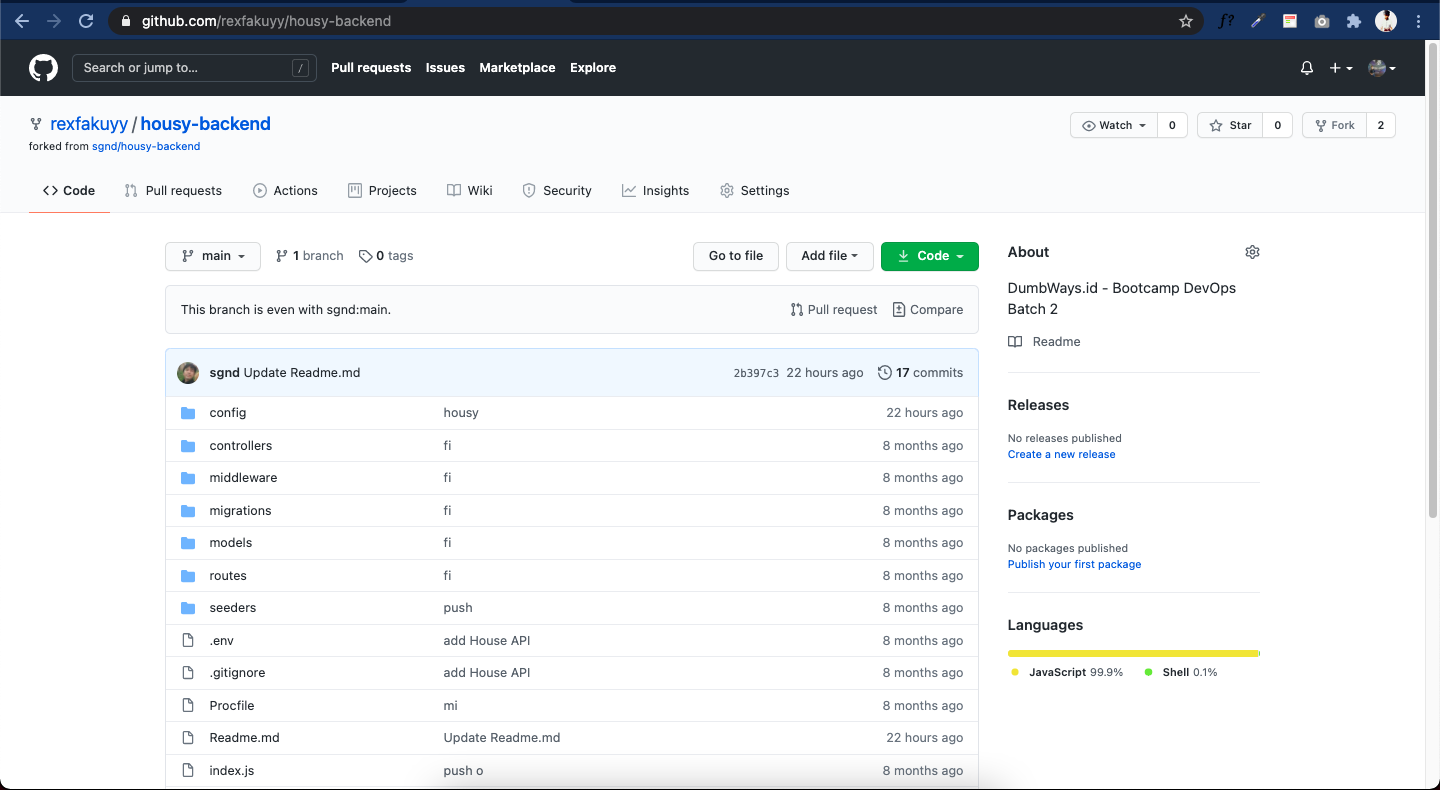 github.com/rexfakuyy/housy-backend
f?
Search or jump to… /
Pull requests Issues Marketplace Explore
rexfakuyy / housy-backend
Watch 0 Star 0 Fork 2
forked from sgnd/housy-backend
Code Pull requests Actions Projects Wiki Security Insights Settings
main 1 branch 0 tags Go to file Add file Code
This branch is even with sgnd:main. Pull request Compare
sgnd Update Readme.md 2b397c3 22 hours ago 17 commits
config housy 22 hours ago
controllers fi 8 months ago
middleware fi 8 months ago
migrations fi 8 months ago
models fi 8 months ago
routes fi 8 months ago
seeders push 8 months ago
.env add House API 8 months ago
.gitignore add House API 8 months ago
Procfile mi 8 months ago
Readme.md Update Readme.md 22 hours ago
index.js push o 8 months ago
About
DumbWays.id - Bootcamp DevOps
Batch 2
Readme
Releases
No releases published
Create a new release
Packages
No packages published
Publish your first package
Languages
JavaScript 99.9% Shell 0.1%